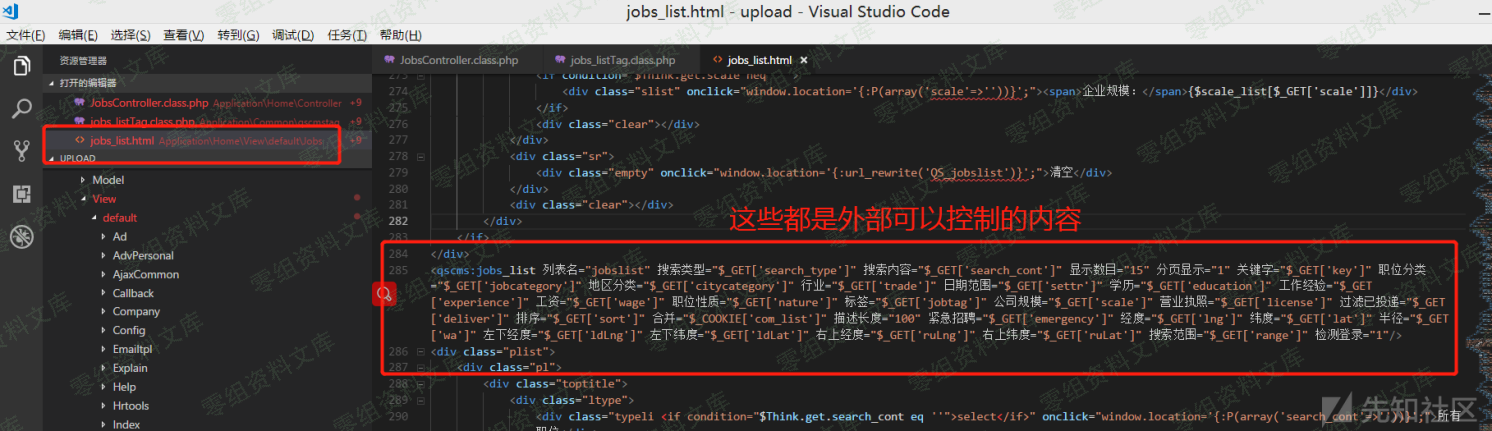 jobs_list.html - upload - Visual Studio Code
文件(F) 编辑(E) 选择(S) 查看(V) 转到(G) 调试(D) 任务(T) 帮助(H)
资源管理器
打开的编辑器
JobsController.class.php Application\Home\Controller +9
jobs_listTag.class.php Application\Common\qscmstag +9
jobs_list.html Application\Home\View\default\Jobs +9
UPLOAD
Model
View
default
Ad
AdvPersonal
AjaxCommon
Callback
Company
Config
Emailtpl
Explain
Help
Hrtools
Index
JobsController.class.php jobs_listTag.class.php jobs_list.html ×
274 <div class="slist" onclick="window.location='{:P(array('scale'=>''))}';"><span>企业规模：</span>{$scale_list[$_GET['scale']]}</div>
275 </if>
276 <div class="clear"></div>
277 </div>
278 <div class="sr">
279 <div class="empty" onclick="window.location='{:url_rewrite('QS_jobslist')}';">清空</div>
280 </div>
281 <div class="clear"></div>
282 </div>
283 </if>
这些都是外部可以控制的内容
284 </div>
285 <qscms:jobs_list 列表名="jobslist" 搜索类型="$_GET['search_type']" 搜索内容="$_GET['search_cont']" 显示数目="15" 分页显示="1" 关键字="$_GET['key']" 职位分类
="$_GET['jobcategory']" 地区分类="$_GET['citycategory']" 行业="$_GET['trade']" 日期范围="$_GET['settr']" 学历="$_GET['education']" 工作经验="$_GET
['experience']" 工资="$_GET['wage']" 职位性质="$_GET['nature']" 标签="$_GET['jobtag']" 公司规模="$_GET['scale']" 营业执照="$_GET['license']" 过滤已投递="$_GET
['deliver']" 排序="$_GET['sort']" 合并="$_COOKIE['com_list']" 描述长度="100" 紧急招聘="$_GET['emergency']" 经度="$_GET['lng']" 纬度="$_GET['lat']" 半径="$_GET
['wa']" 左下经度="$_GET['ldLng']" 左下纬度="$_GET['ldLat']" 右上经度="$_GET['ruLng']" 右上纬度="$_GET['ruLat']" 搜索范围="$_GET['range']" 检测登录="1"/>
286 <div class="plist">
287 <div class="pl">
288 <div class="toptitle">
289 <div class="ltype">
290 <div class="typeli <if condition="$Think.get.search_cont eq ''">select</if>" onclick="window.location='{:P(array('search_cont'=>''))}';">所有
职位</div>
先知社区
零组资料文库